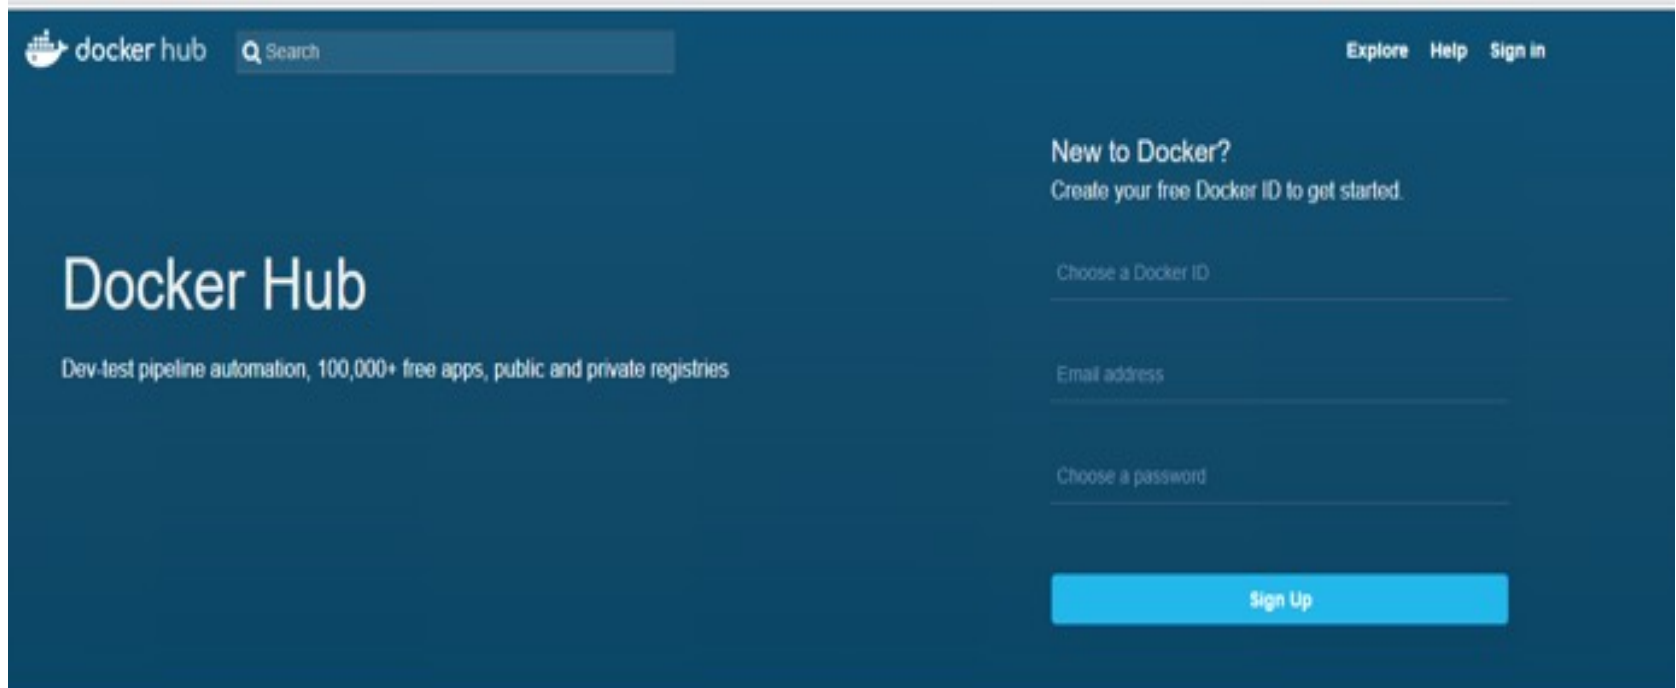 docker hub
Search
Explore Help Sign in
New to Docker?
Create your free Docker ID to get started.
Choose a Docker ID
Docker Hub
Dev-test pipeline automation, 100,000+ free apps, public and private registries
Email address
Choose a password
Sign Up